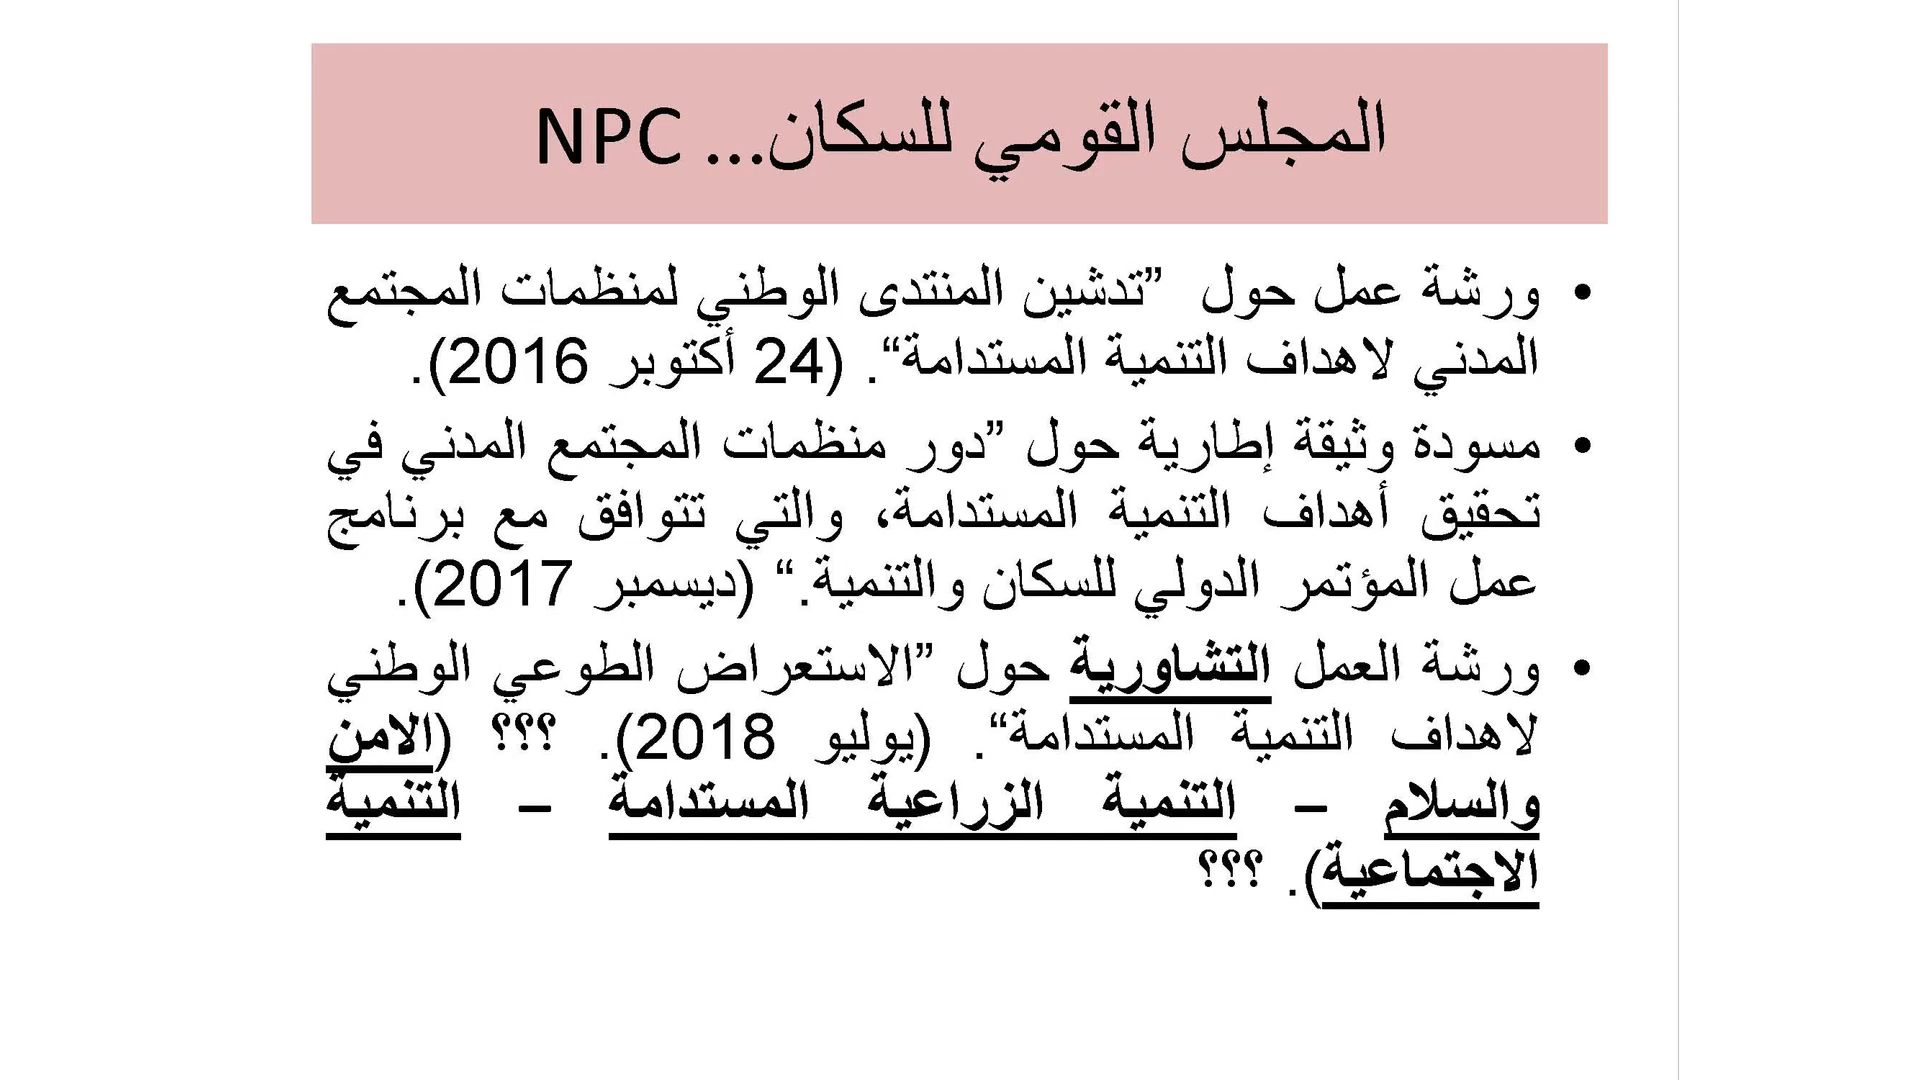 المجلس القومي للسكان... NPC
• ورشة عمل حول ”تدشين المنتدى الوطني لمنظمات المجتمع
المدني لاهداف التنمية المستدامة“. (24 أكتوبر 2016).
• مسودة وثيقة إطارية حول ”دور منظمات المجتمع المدني في
تحقيق أهداف التنمية المستدامة، والتي تتوافق مع برنامج
عمل المؤتمر الدولي للسكان والتنمية.“ (ديسمبر 2017).
• ورشة العمل التشاورية حول ”الاستعراض الطوعي الوطني
لاهداف التنمية المستدامة“. (يوليو 2018). ؟؟؟ (الامن
والسلام – التنمية الزراعية المستدامة – التنمية
الاجتماعية). ؟؟؟